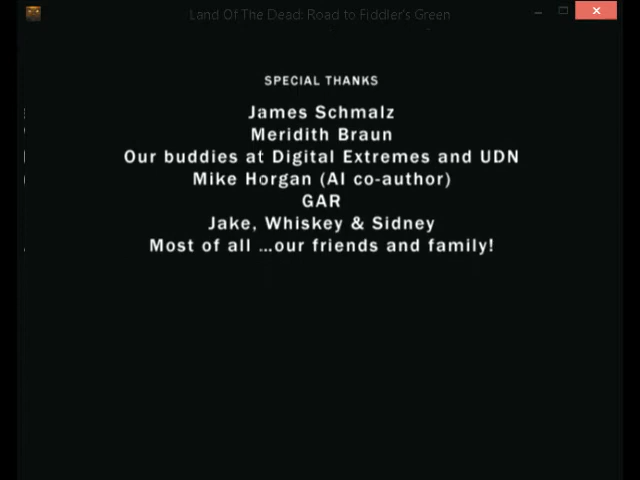 Land Of The Dead: Road to Fiddler's Green
SPECIAL THANKS
James Schmalz
Meridith Braun
Our buddies at Digital Extremes and UDN
Mike Horgan (AI co-author)
GAR
Jake, Whiskey & Sidney
Most of all ...our friends and family!